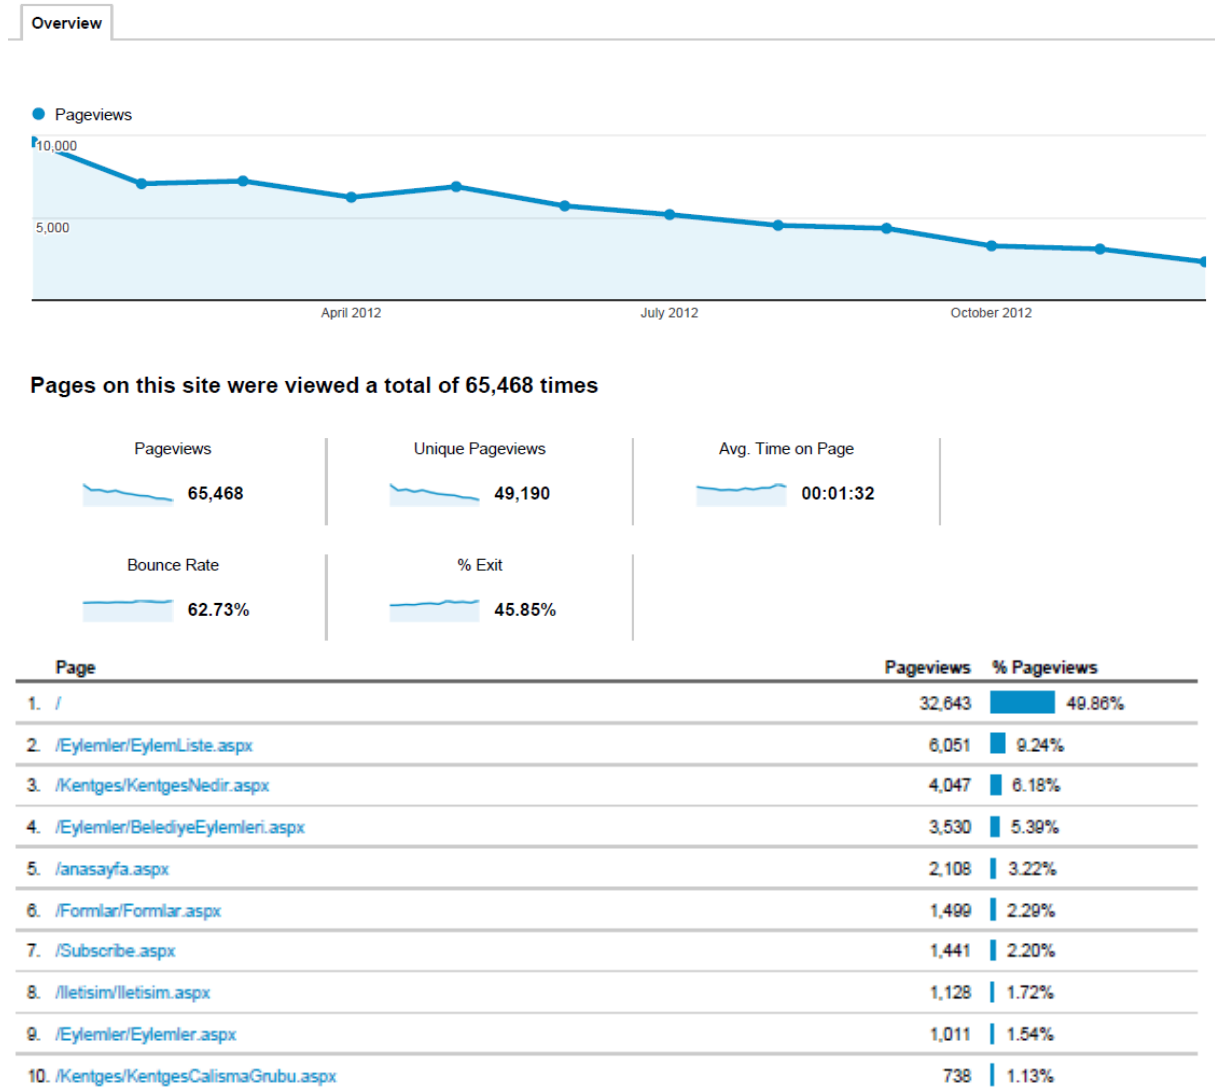 Overview
Pageviews
10,000
5,000
April 2012 July 2012 October 2012
Pages on this site were viewed a total of 65,468 times
Pageviews Unique Pageviews Avg. Time on Page
65,468 49,190 00:01:32
Bounce Rate % Exit
62.73% 45.85%
Page Pageviews % Pageviews
1. / 32,643 49.86%
2. /Eylemler/EylemListe.aspx 6,051 9.24%
3. /Kentges/KentgesNedir.aspx 4,047 6.18%
4. /Eylemler/BelediyeEylemleri.aspx 3,530 5.39%
5. /anasayfa.aspx 2,108 3.22%
6. /Formlar/Formlar.aspx 1,499 2.29%
7. /Subscribe.aspx 1,441 2.20%
8. /Iletisim/Iletisim.aspx 1,128 1.72%
9. /Eylemler/Eylemler.aspx 1,011 1.54%
10. /Kentges/KentgesCalismaGrubu.aspx 738 1.13%